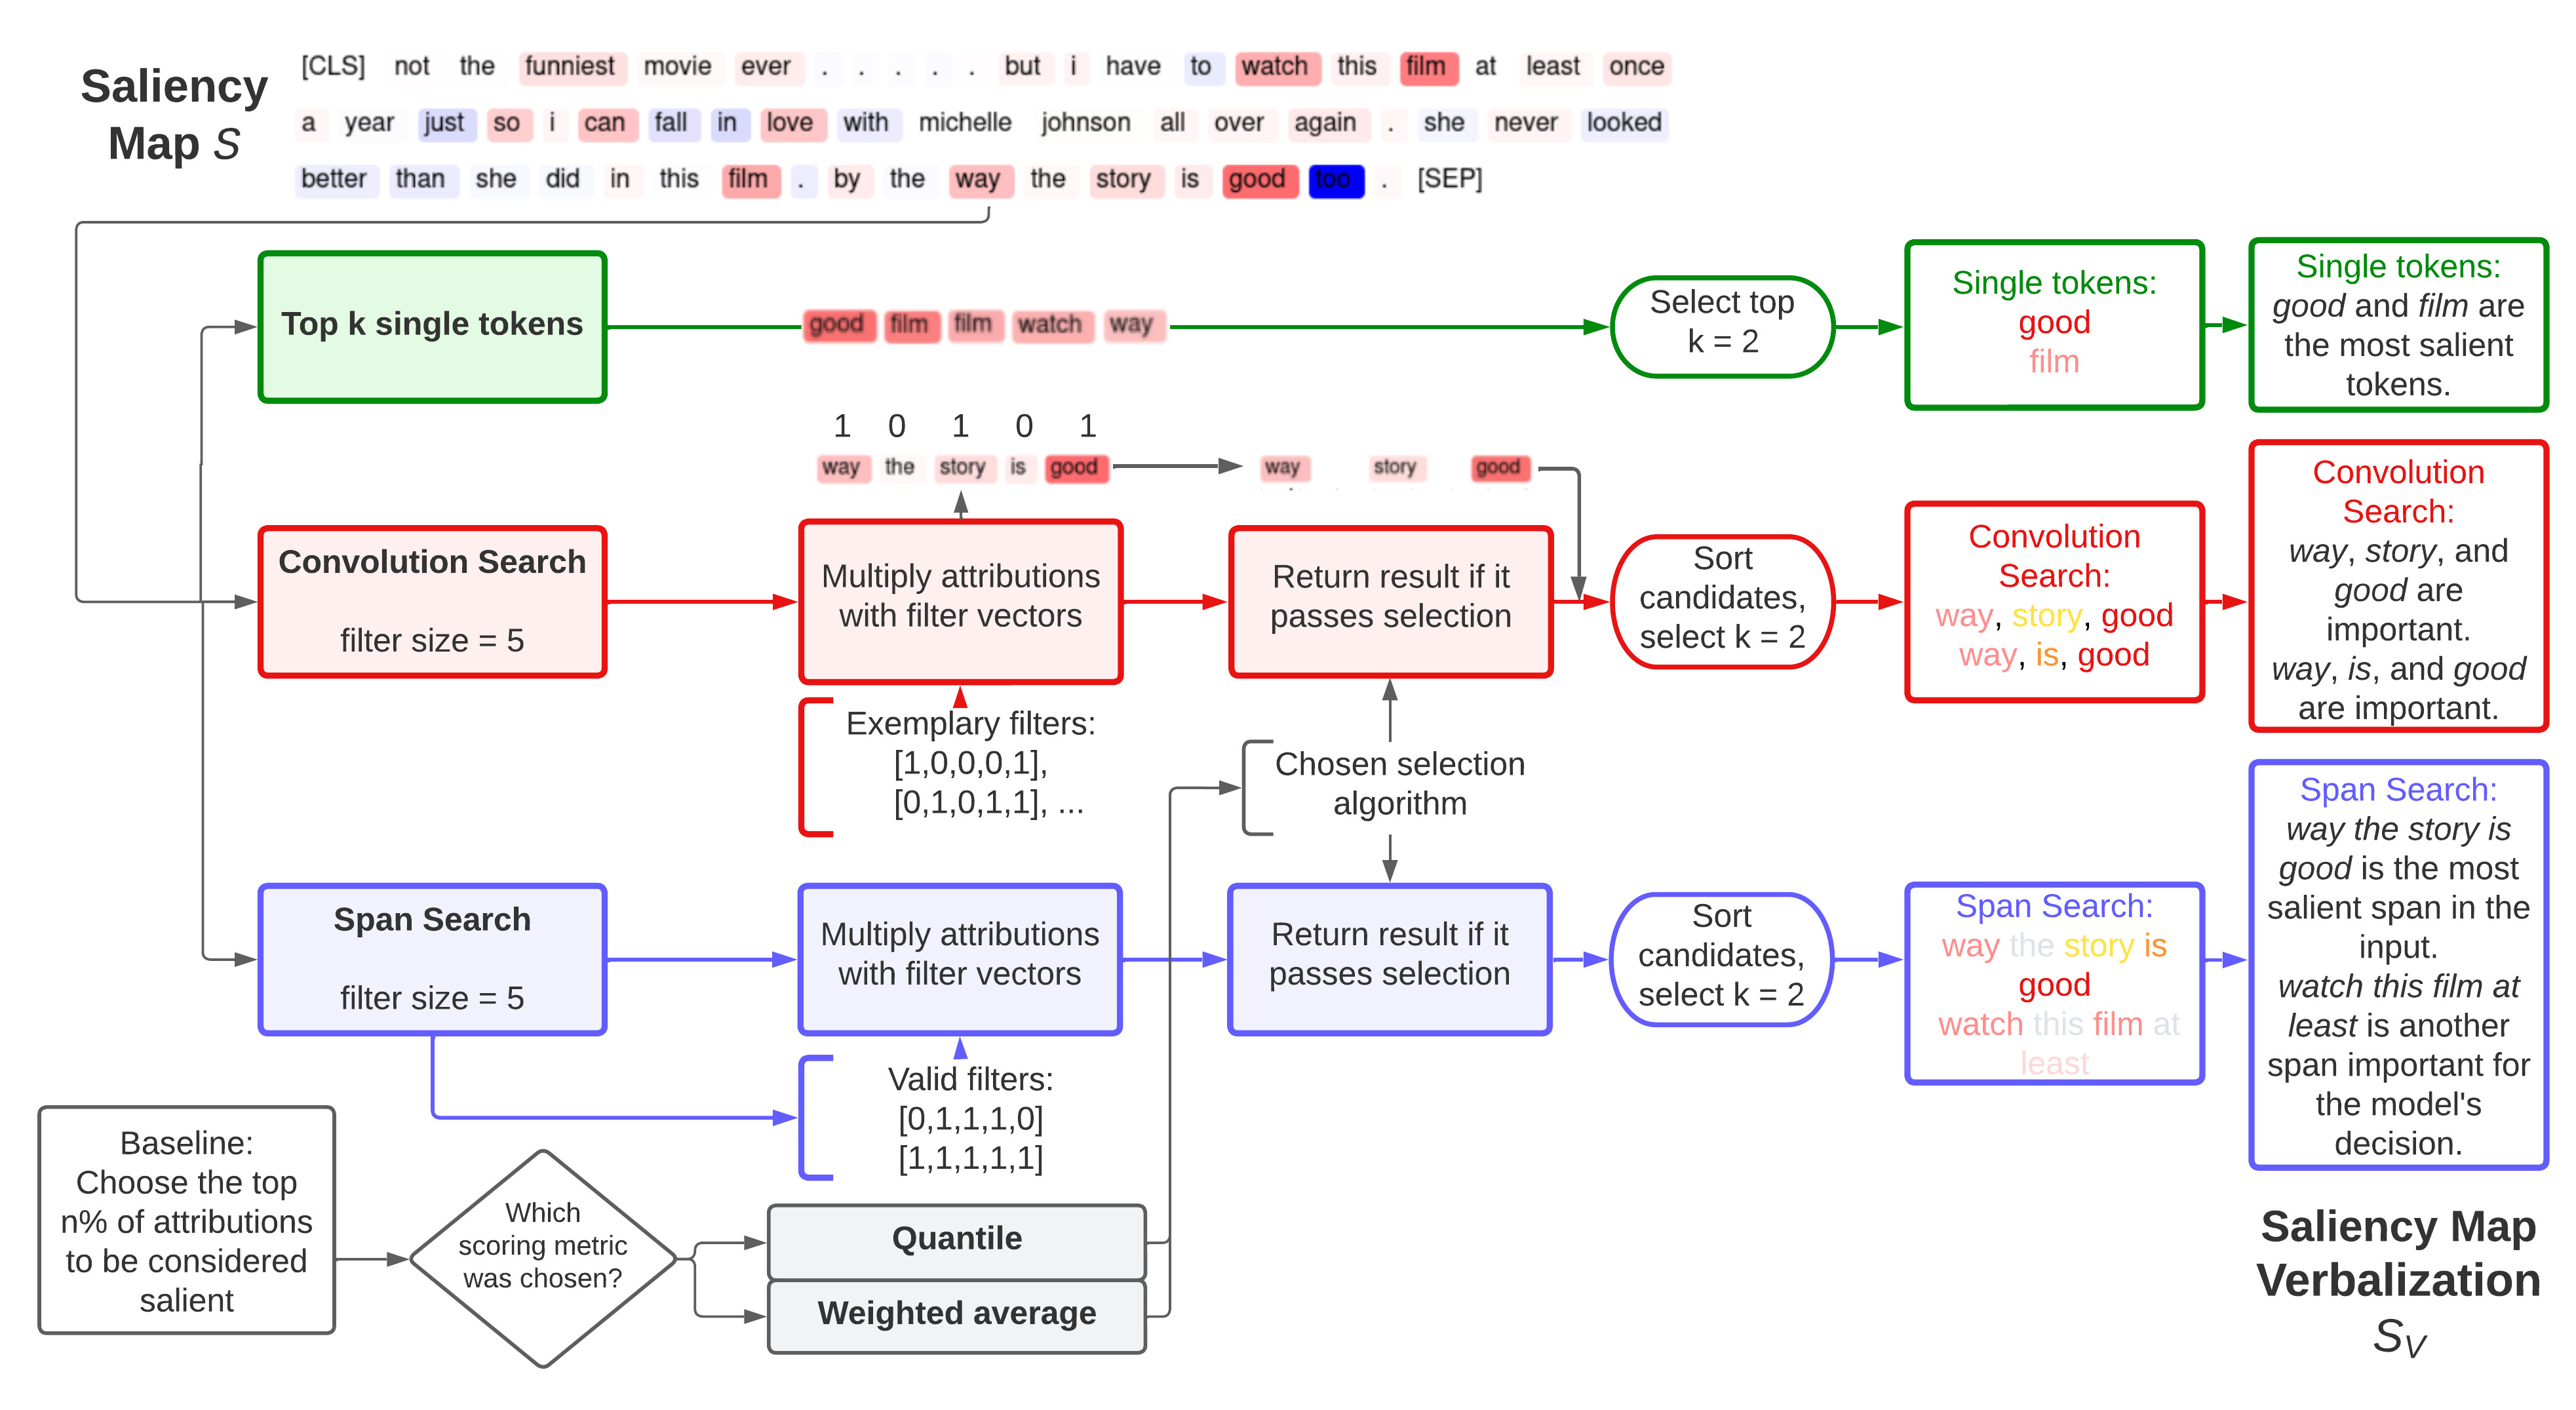 Saliency
Map S
[CLS] not the funniest movie ever . . . . . but i have to watch this film at least once
a year just so i can fall in love with michelle johnson all over again . she never looked
better than she did in this film . by the way the story is good too . [SEP]
Top k single tokens
good film film watch way
Select top
k = 2
Single tokens:
good
film
Single tokens:
good and film are
the most salient
tokens.
1 0 1 0 1
way the story is good
way story good
Convolution Search
filter size = 5
Multiply attributions
with filter vectors
Return result if it
passes selection
Sort
candidates,
select k = 2
Convolution
Search:
way, story, good
way, is, good
Convolution
Search:
way, story, and
good are
important.
way, is, and good
are important.
Exemplary filters:
[1,0,0,0,1],
[0,1,0,1,1], ...
Chosen selection
algorithm
Span Search
filter size = 5
Multiply attributions
with filter vectors
Return result if it
passes selection
Sort
candidates,
select k = 2
Span Search:
way the story is
good
watch this film at
least
Span Search:
way the story is
good is the most
salient span in the
input.
watch this film at
least is another
span important for
the model's
decision.
Valid filters:
[0,1,1,1,0]
[1,1,1,1,1]
Baseline:
Choose the top
n% of attributions
to be considered
salient
Which
scoring metric
was chosen?
Quantile
Weighted average
Saliency Map
Verbalization
SV